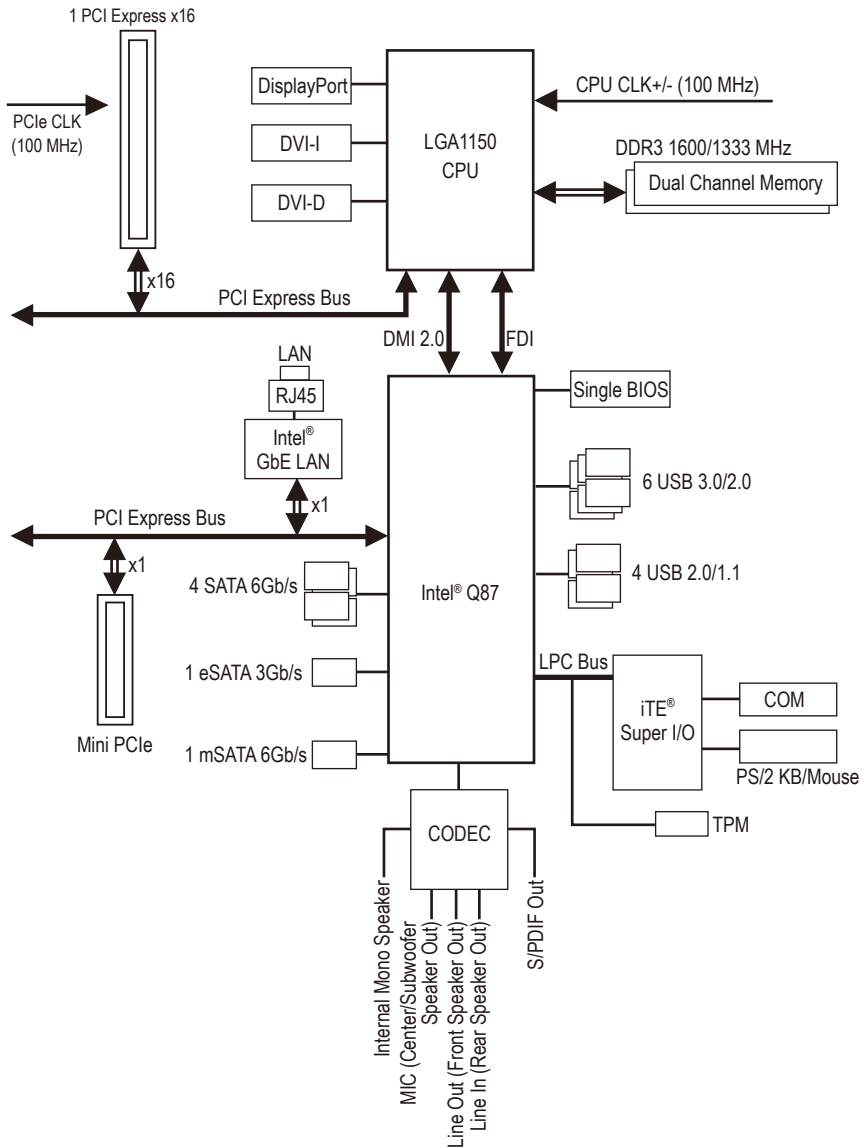 1 PCI Express x16
PCIe CLK
(100 MHz)
x16
PCI Express Bus
DisplayPort
DVI-I
DVI-D
LGA1150
CPU
CPU CLK+/- (100 MHz)
DDR3 1600/1333 MHz
Dual Channel Memory
DMI 2.0
FDI
LAN
RJ45
Intel®
GbE LAN
x1
PCI Express Bus
x1
Mini PCIe
4 SATA 6Gb/s
1 eSATA 3Gb/s
1 mSATA 6Gb/s
Intel® Q87
Single BIOS
6 USB 3.0/2.0
4 USB 2.0/1.1
LPC Bus
iTE®
Super I/O
COM
PS/2 KB/Mouse
TPM
CODEC
Internal Mono Speaker
MIC (Center/Subwoofer
Speaker Out)
Line Out (Front Speaker Out)
Line In (Rear Speaker Out)
S/PDIF Out